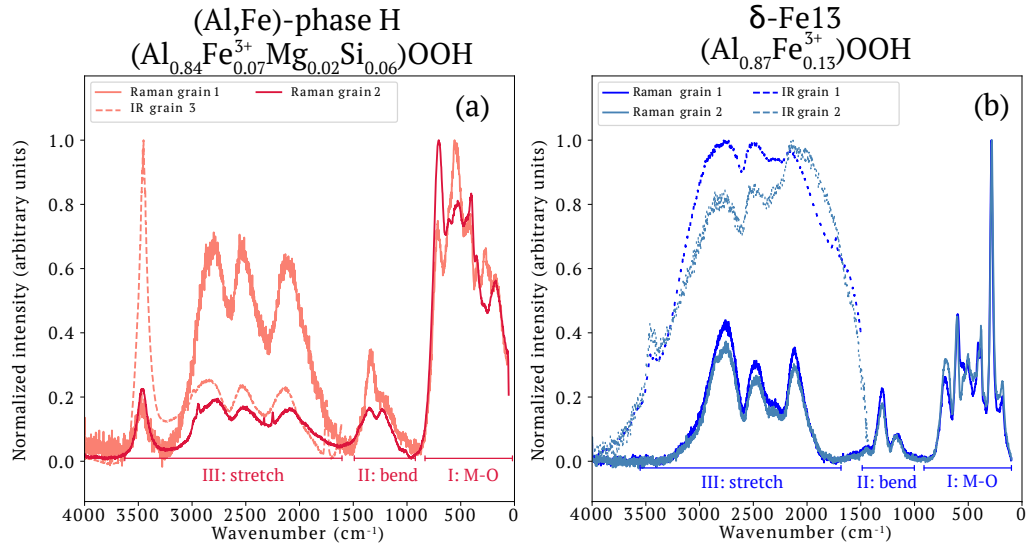 (Al,Fe)-phase H
(Al0.84Fe3+0.07Mg0.02Si0.06)OOH
Raman grain 1
Raman grain 2
IR grain 3
(a)
Normalized intensity (arbitrary units)
1.0
0.8
0.6
0.4
0.2
0.0
III: stretch
II: bend
I: M-O
4000 3500 3000 2500 2000 1500 1000 500 0
Wavenumber (cm-1)
δ-Fe13
(Al0.87Fe3+0.13)OOH
Raman grain 1
IR grain 1
Raman grain 2
IR grain 2
(b)
Normalized intensity (arbitrary units)
1.0
0.8
0.6
0.4
0.2
0.0
III: stretch
II: bend
I: M-O
4000 3500 3000 2500 2000 1500 1000 500 0
Wavenumber (cm-1)